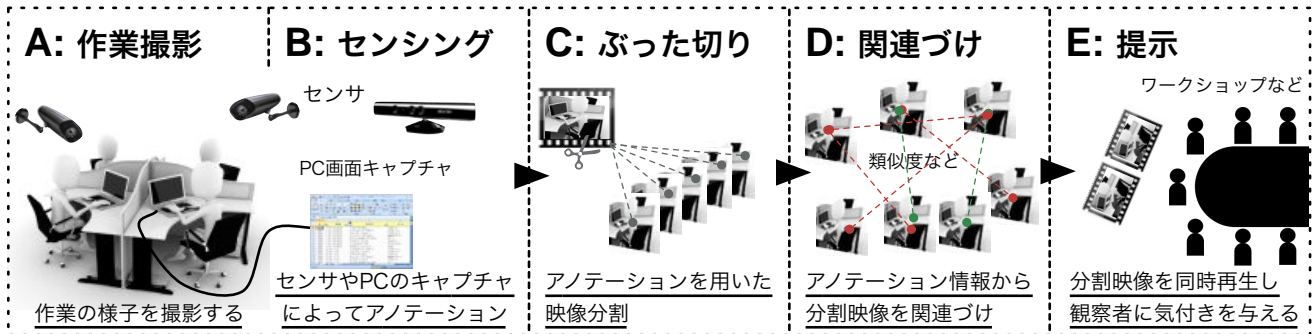 A: 作業撮影
作業の様子を撮影する
B: センシング
センサ
PC画面キャプチャ
センサやPCのキャプチャ
によってアノテーション
C: ぶった切り
アノテーションを用いた
映像分割
D: 関連づけ
類似度など
アノテーション情報から
分割映像を関連づけ
E: 提示
ワークショップなど
分割映像を同時再生し
観察者に気付きを与える